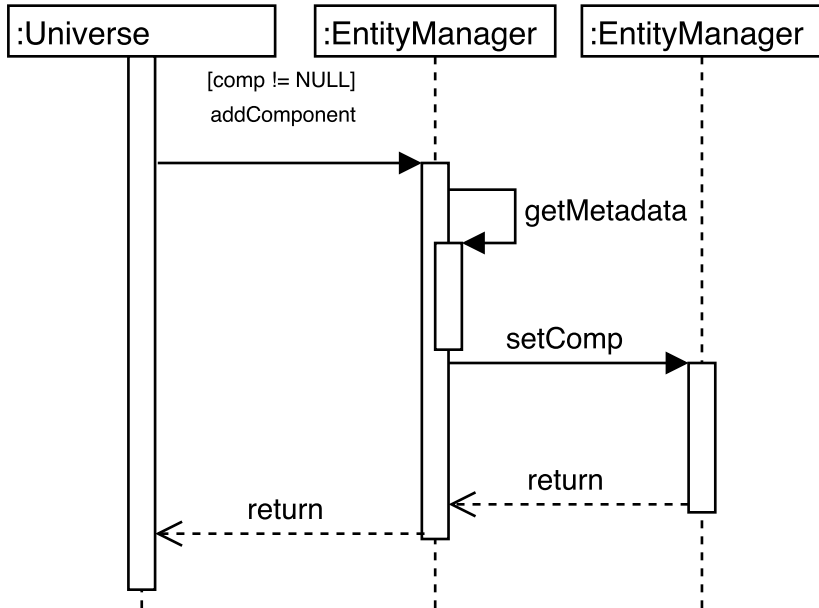 :Universe
:EntityManager
:EntityManager
[comp != NULL]
addComponent
getMetadata
setComp
return
return